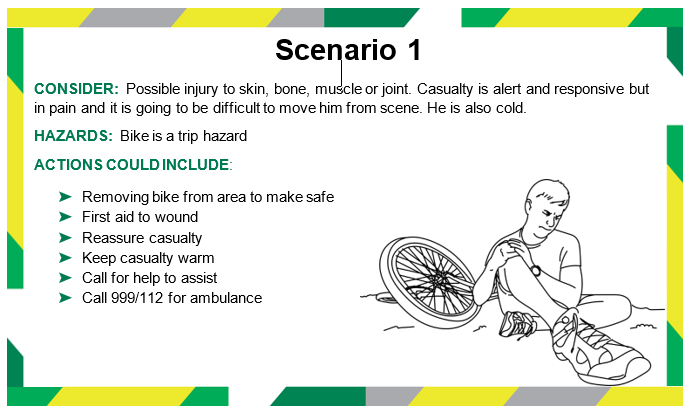 Scenario 1
CONSIDER: Possible injury to skin, bone, muscle or joint. Casualty is alert and responsive but
in pain and it is going to be difficult to move him from scene. He is also cold.
HAZARDS: Bike is a trip hazard
ACTIONS COULD INCLUDE:
Removing bike from area to make safe
First aid to wound
Reassure casualty
Keep casualty warm
Call for help to assist
Call 999/112 for ambulance